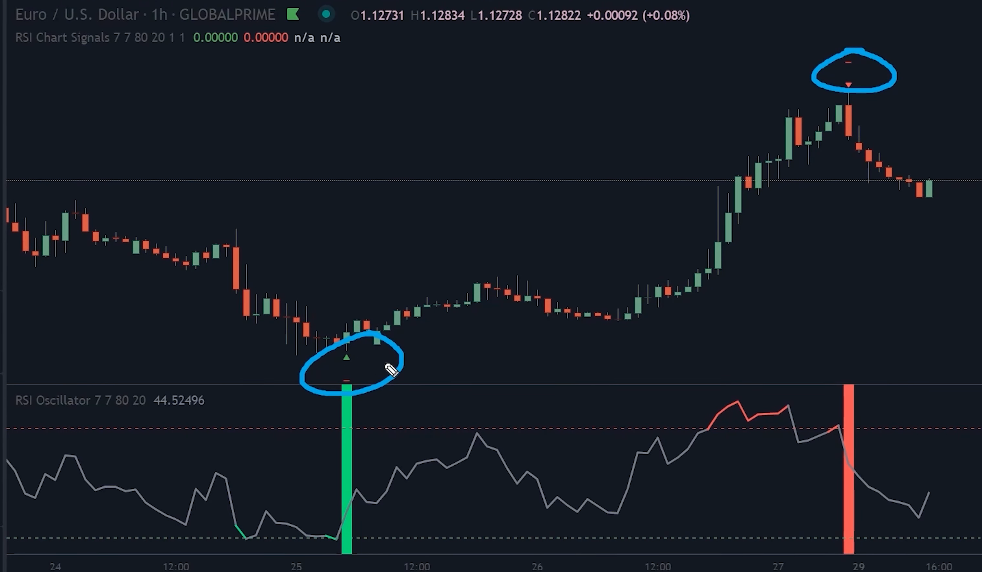 Euro / U.S. Dollar · 1h · GLOBALPRIME O1.12731 H1.12834 L1.12728 C1.12822 +0.00092 (+0.08%)
RSI Chart Signals 7 7 80 20 1 1 0.00000 0.00000 n/a n/a
RSI Oscillator 7 7 80 20 44.52496
24 12:00 25 12:00 26 12:00 27 29 16:00